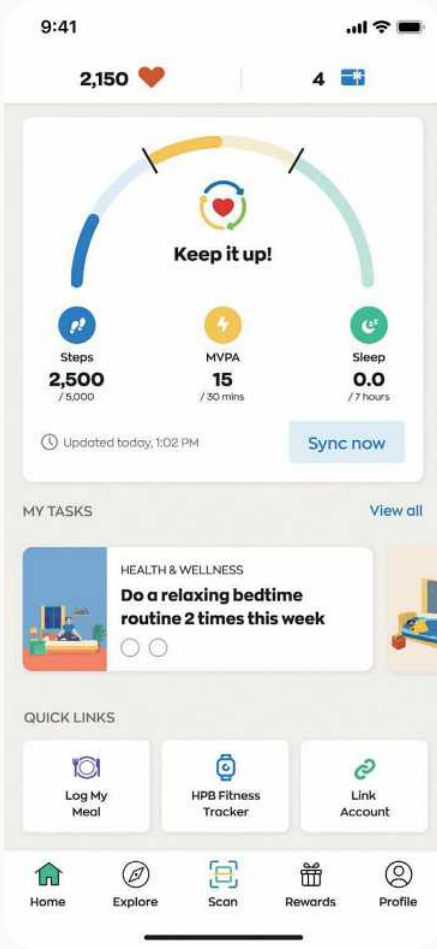 9:41
2,150
4
Keep it up!
Steps
2,500
/5,000
MVPA
15
/30 mins
Sleep
0.0
/7 hours
Updated today, 1:02 PM
Sync now
MY TASKS
View all
HEALTH & WELLNESS
Do a relaxing bedtime
routine 2 times this week
QUICK LINKS
Log My
Meal
HPB Fitness
Tracker
Link
Account
Home
Explore
Scan
Rewards
Profile